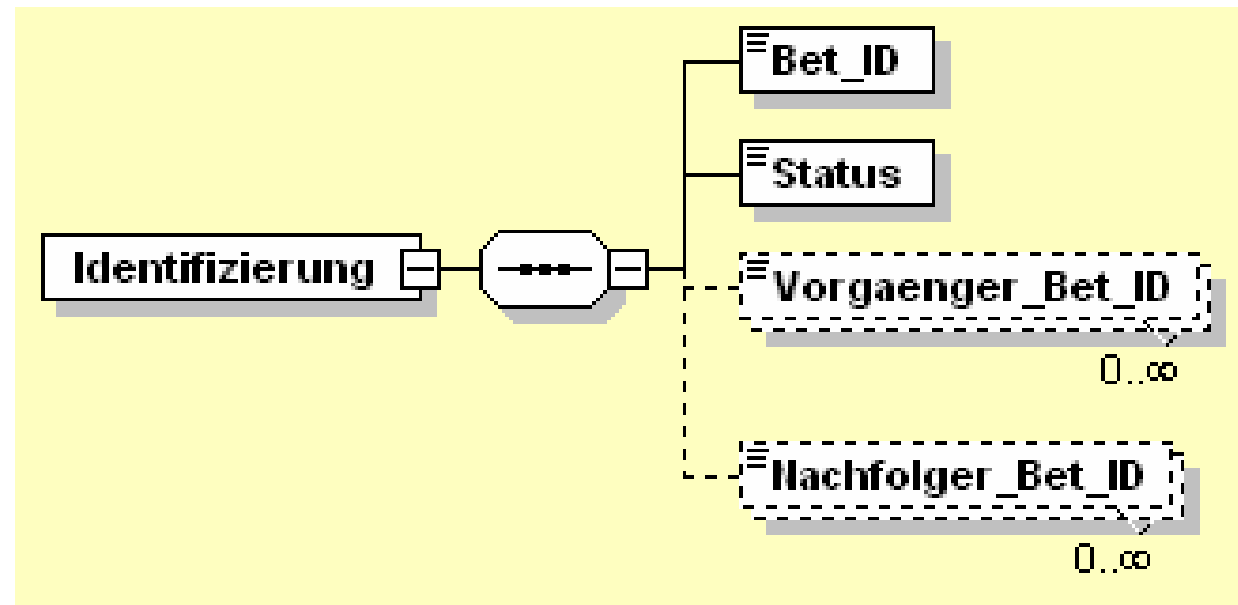 Bet_ID
Status
Identifizierung
Vorgaenger_Bet_ID
0..∞
Nachfolger_Bet_ID
0..∞